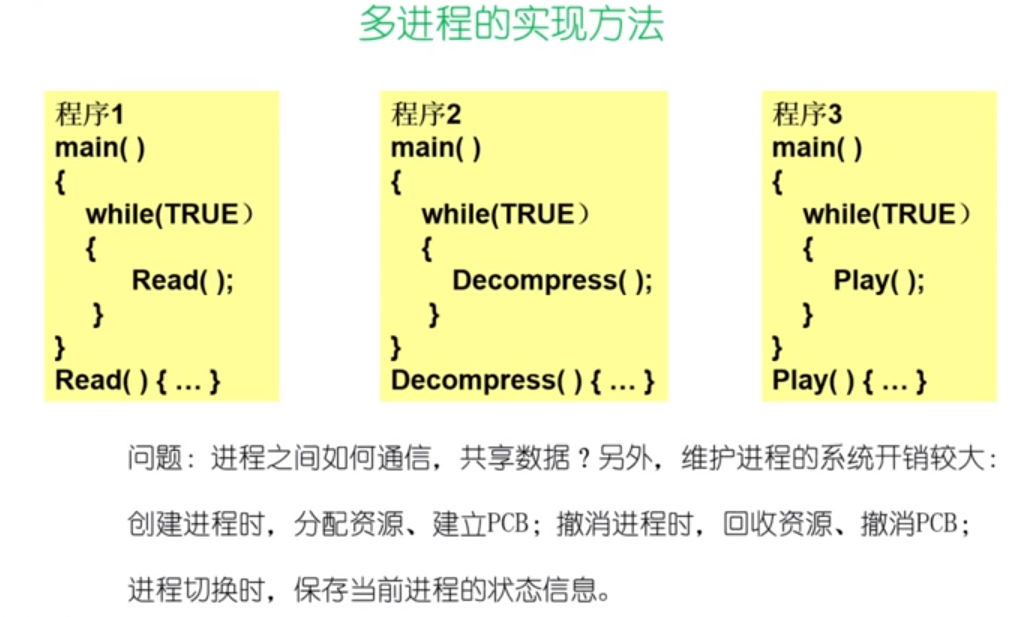 多进程的实现方法
程序1
main( )
{
while(TRUE）
{
Read( );
}
}
Read( ) { ... }
程序2
main( )
{
while(TRUE）
{
Decompress( );
}
}
Decompress( ) { ... }
程序3
main( )
{
while(TRUE）
{
Play( );
}
}
Play( ) { ... }
问题：进程之间如何通信，共享数据？另外，维护进程的系统开销较大：
创建进程时，分配资源、建立PCB；撤消进程时，回收资源、撤消PCB；
进程切换时，保存当前进程的状态信息。